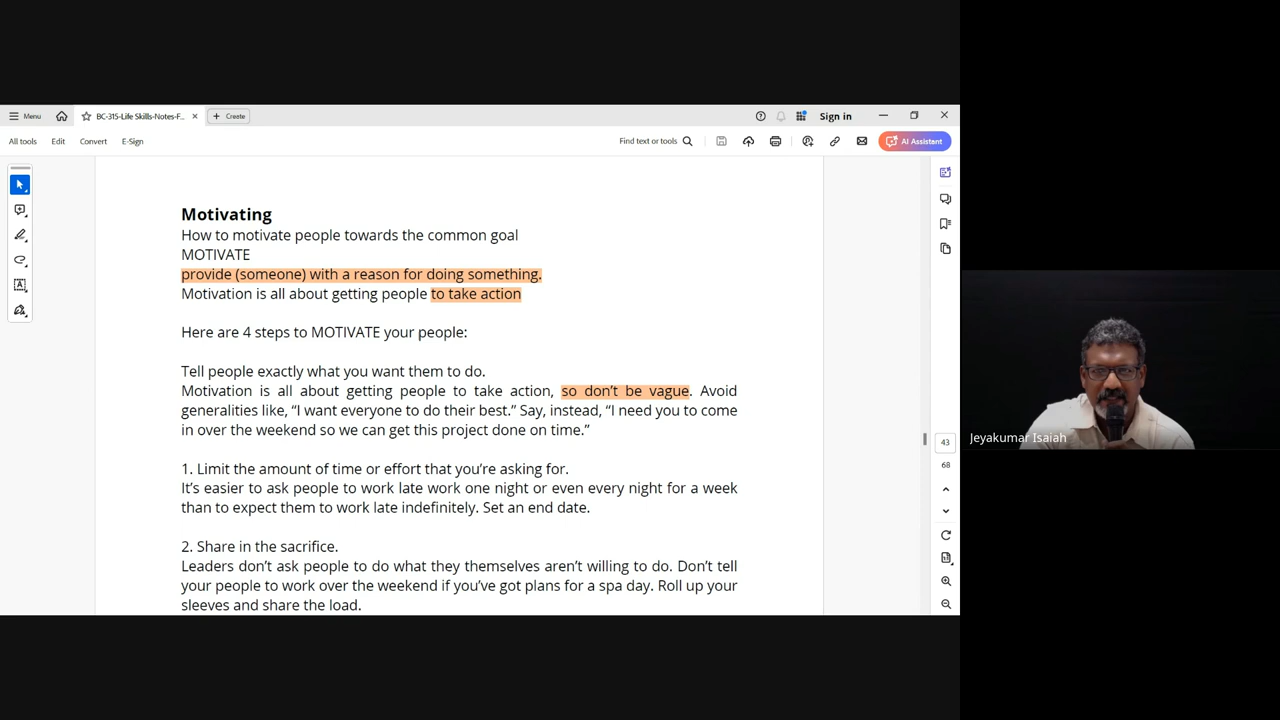 Menu
BC-315-Life Skills-Notes-F...
Create
Sign in
All tools
Edit
Convert
E-Sign
Find text or tools
AI Assistant
Motivating
How to motivate people towards the common goal
MOTIVATE
provide (someone) with a reason for doing something.
Motivation is all about getting people to take action
Here are 4 steps to MOTIVATE your people:
Tell people exactly what you want them to do.
Motivation is all about getting people to take action, so don’t be vague. Avoid
generalities like, “I want everyone to do their best.” Say, instead, “I need you to come
in over the weekend so we can get this project done on time.”
1. Limit the amount of time or effort that you’re asking for.
It’s easier to ask people to work late work one night or even every night for a week
than to expect them to work late indefinitely. Set an end date.
2. Share in the sacrifice.
Leaders don’t ask people to do what they themselves aren’t willing to do. Don’t tell
your people to work over the weekend if you’ve got plans for a spa day. Roll up your
sleeves and share the load.
43
68
Jeyakumar Isaiah